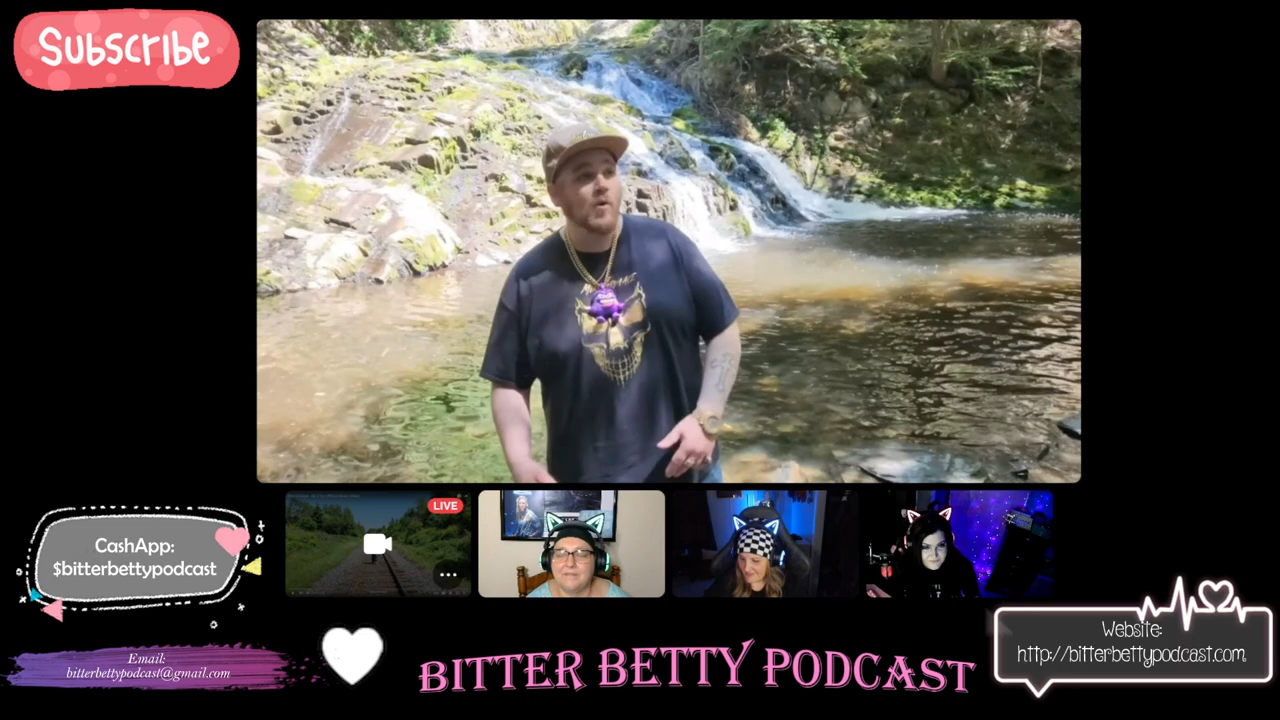 Subscribe
LIVE
CashApp:
$bitterbettypodcast
Website:
http://bitterbettypodcast.com
Email:
bitterbettypodcast@gmail.com
BITTER BETTY PODCAST